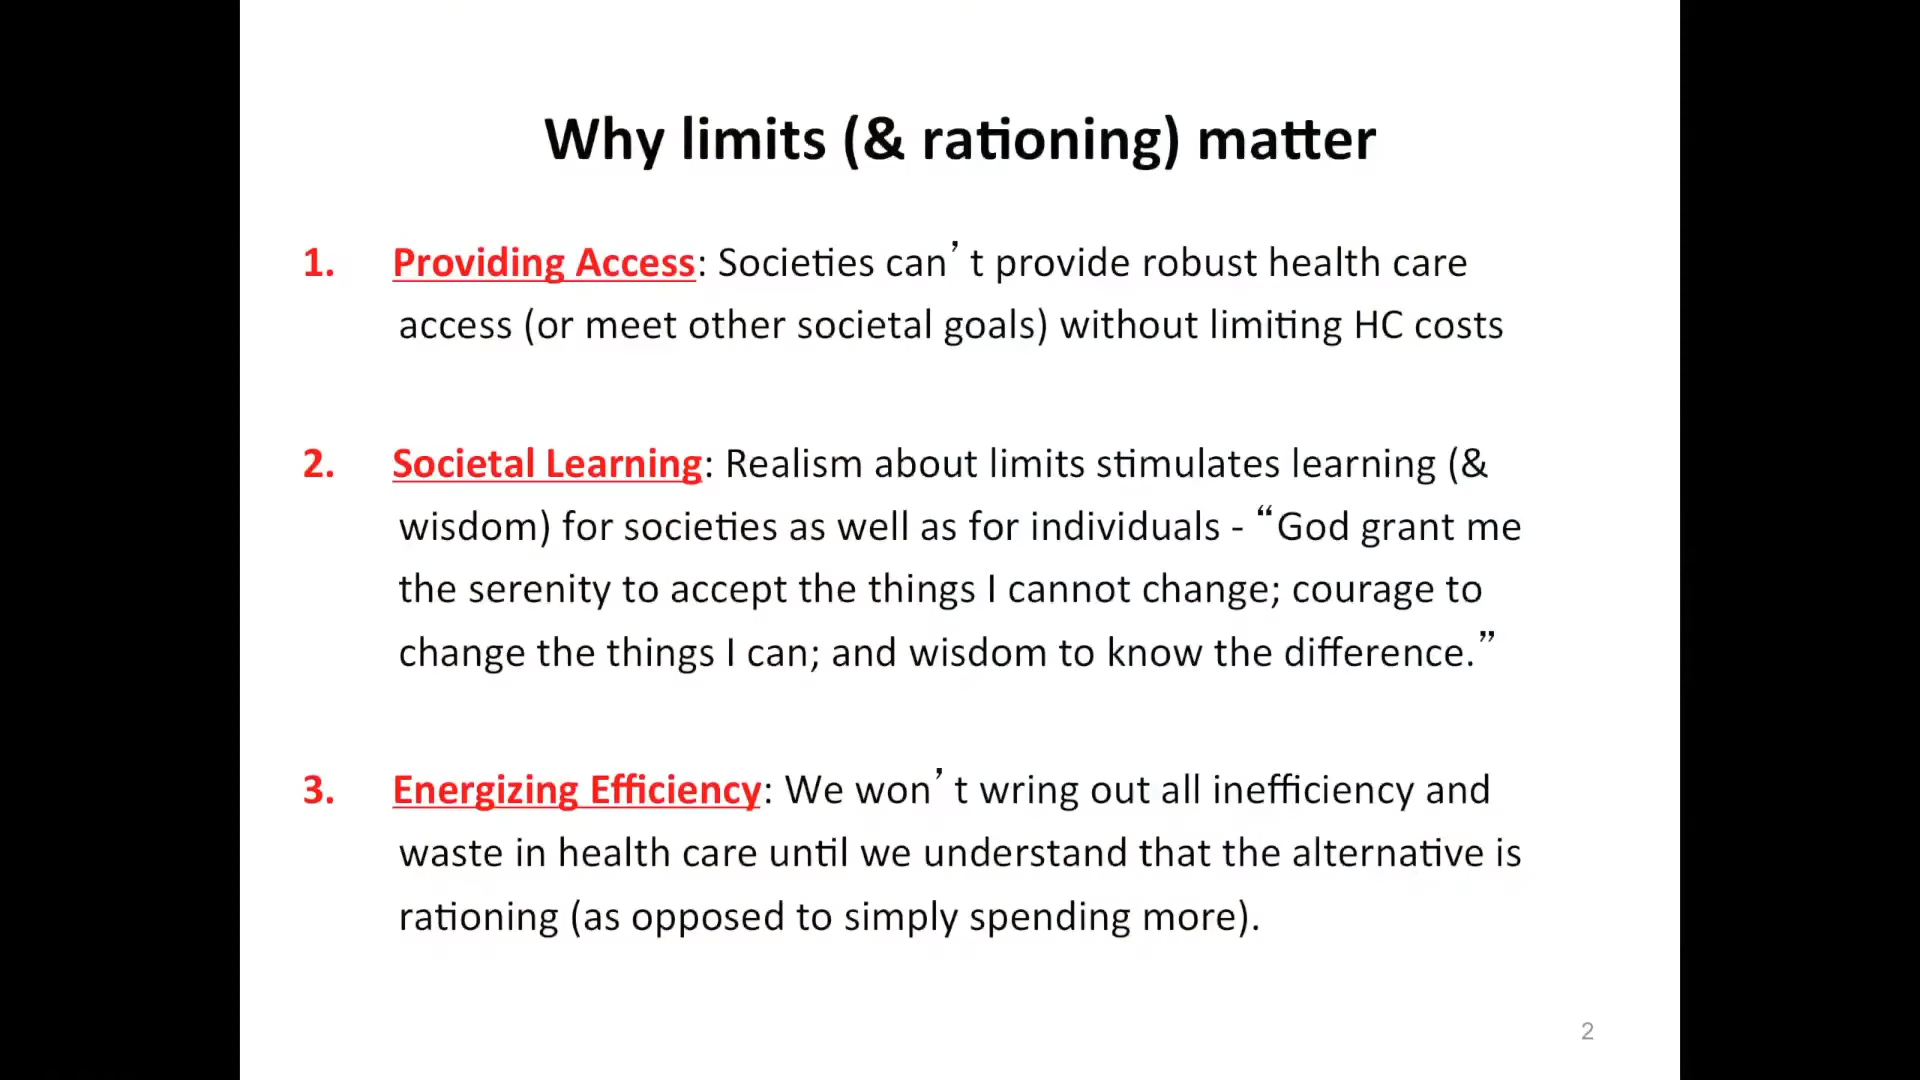 Why limits (& rationing) matter
1. Providing Access: Societies can’t provide robust health care
access (or meet other societal goals) without limiting HC costs
2. Societal Learning: Realism about limits stimulates learning (&
wisdom) for societies as well as for individuals - “God grant me
the serenity to accept the things I cannot change; courage to
change the things I can; and wisdom to know the difference.”
3. Energizing Efficiency: We won’t wring out all inefficiency and
waste in health care until we understand that the alternative is
rationing (as opposed to simply spending more).
2